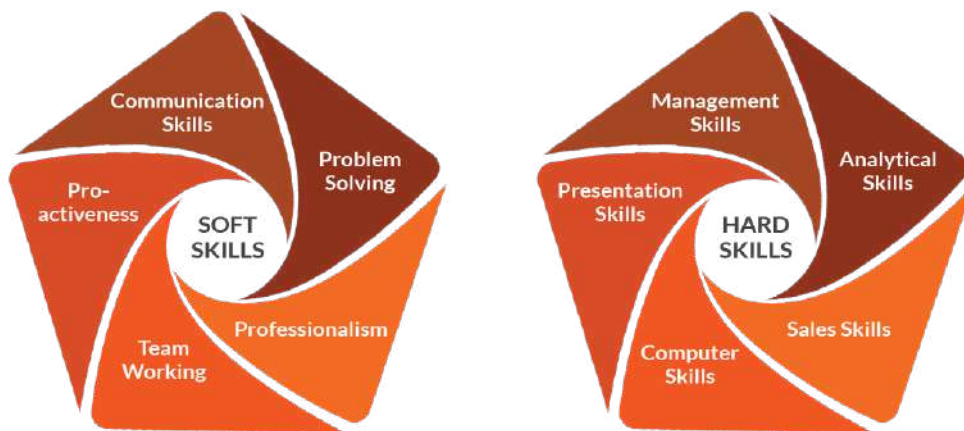 Communication
Skills
Problem
Solving
Pro-
activeness
SOFT
SKILLS
Professionalism
Team
Working
Management
Skills
Analytical
Skills
Presentation
Skills
HARD
SKILLS
Sales Skills
Computer
Skills